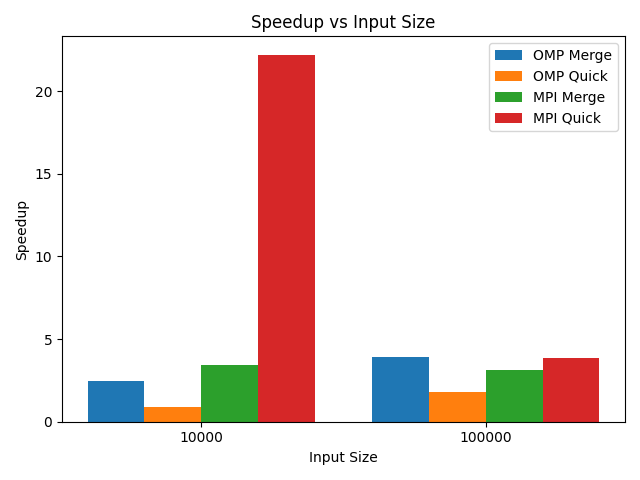 Speedup vs Input Size
OMP Merge
OMP Quick
MPI Merge
MPI Quick
Speedup
20
15
10
5
0
10000
100000
Input Size